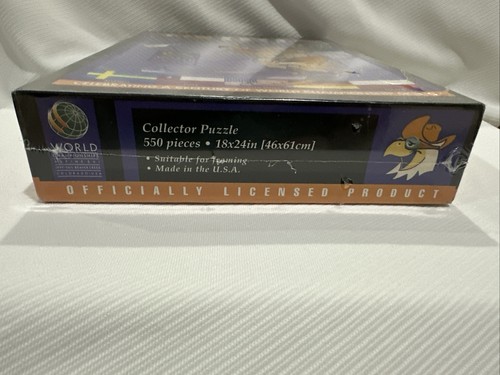 Collector Puzzle
550 pieces • 18x24in [46x61cm]
• Suitable for framing
• Made in the U.S.A.
WORLD
OFFICIALLY LICENSED PRODUCT